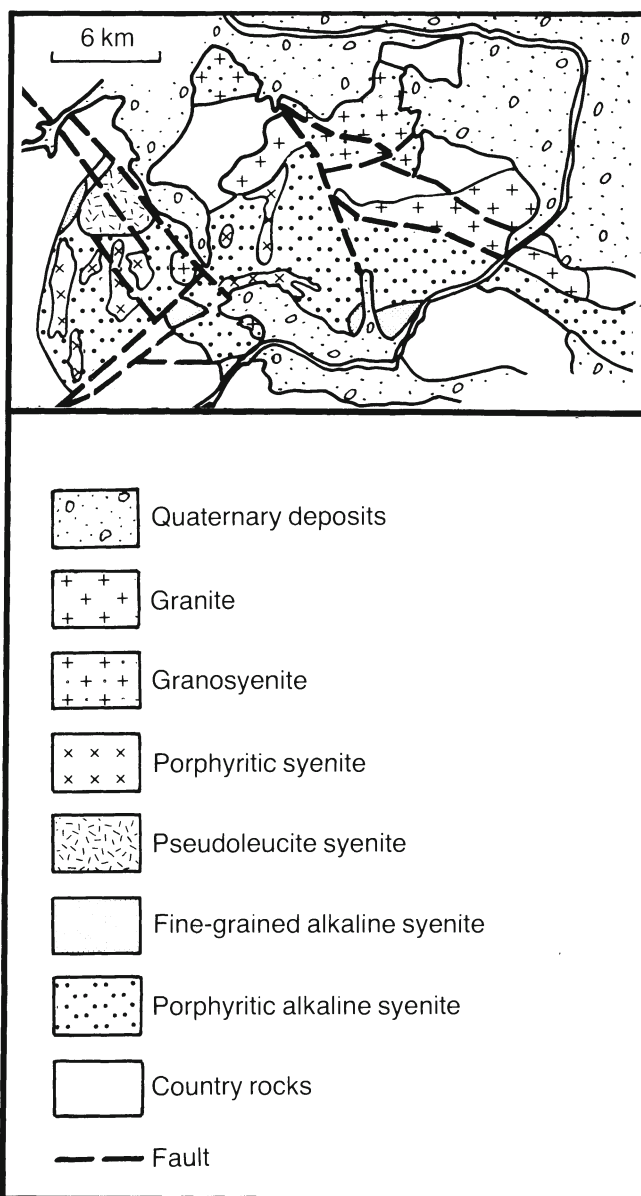 6 km
Quaternary deposits
Granite
Granosyenite
Porphyritic syenite
Pseudoleucite syenite
Fine-grained alkaline syenite
Porphyritic alkaline syenite
Country rocks
Fault